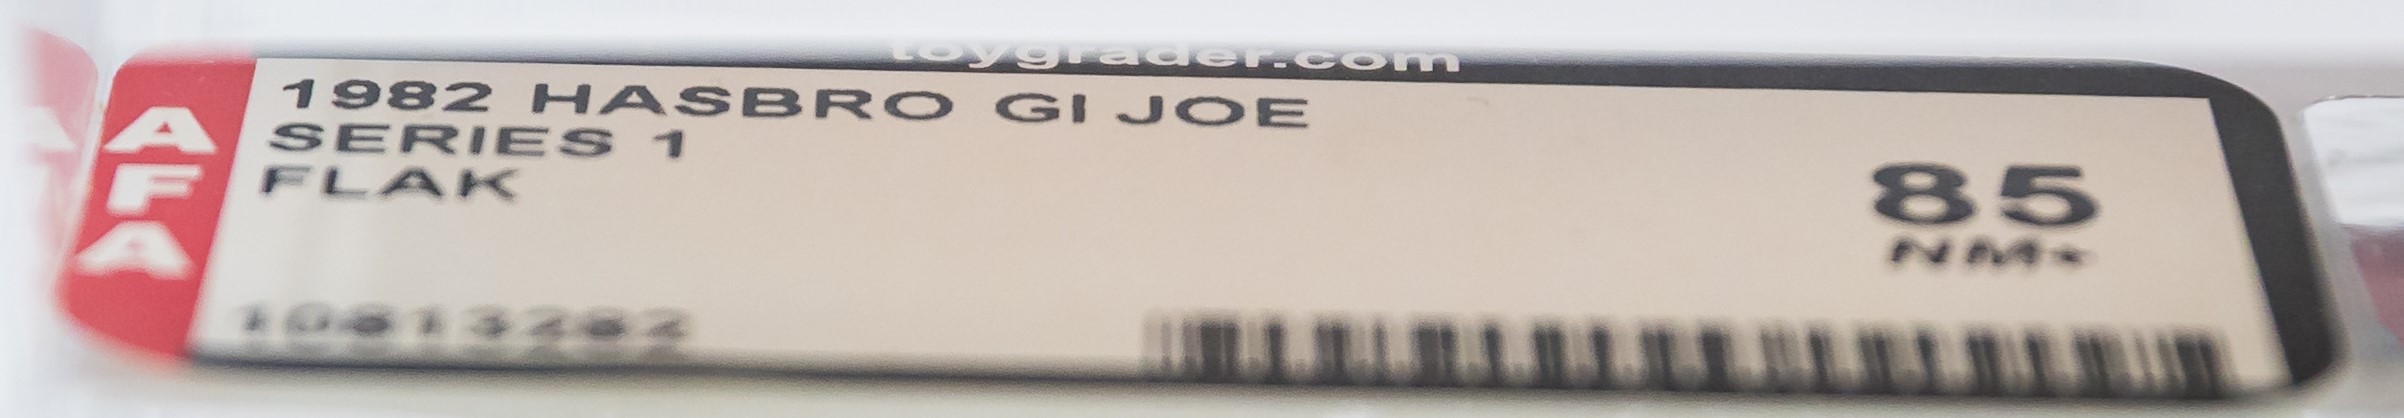 toygrader.com
AFA
1982 HASBRO GI JOE
SERIES 1
FLAK
85
NM+